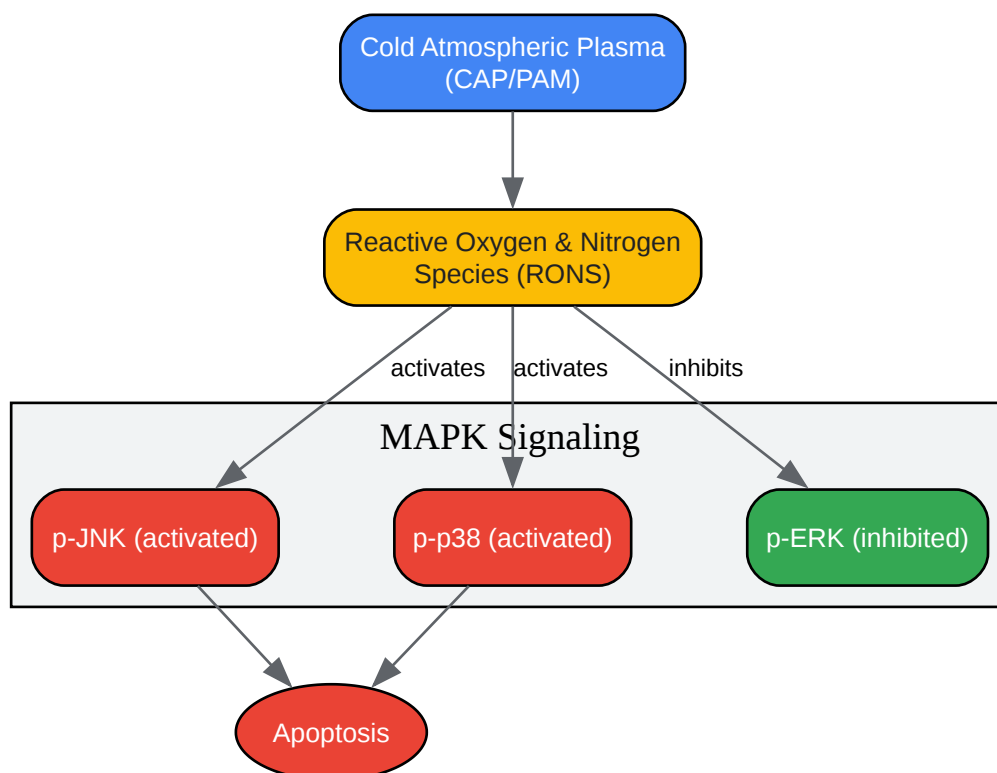 Cold Atmospheric Plasma
(CAP/PAM)
Reactive Oxygen & Nitrogen
Species (RONS)
activates
activates
inhibits
MAPK Signaling
p-JNK (activated)
p-p38 (activated)
p-ERK (inhibited)
Apoptosis